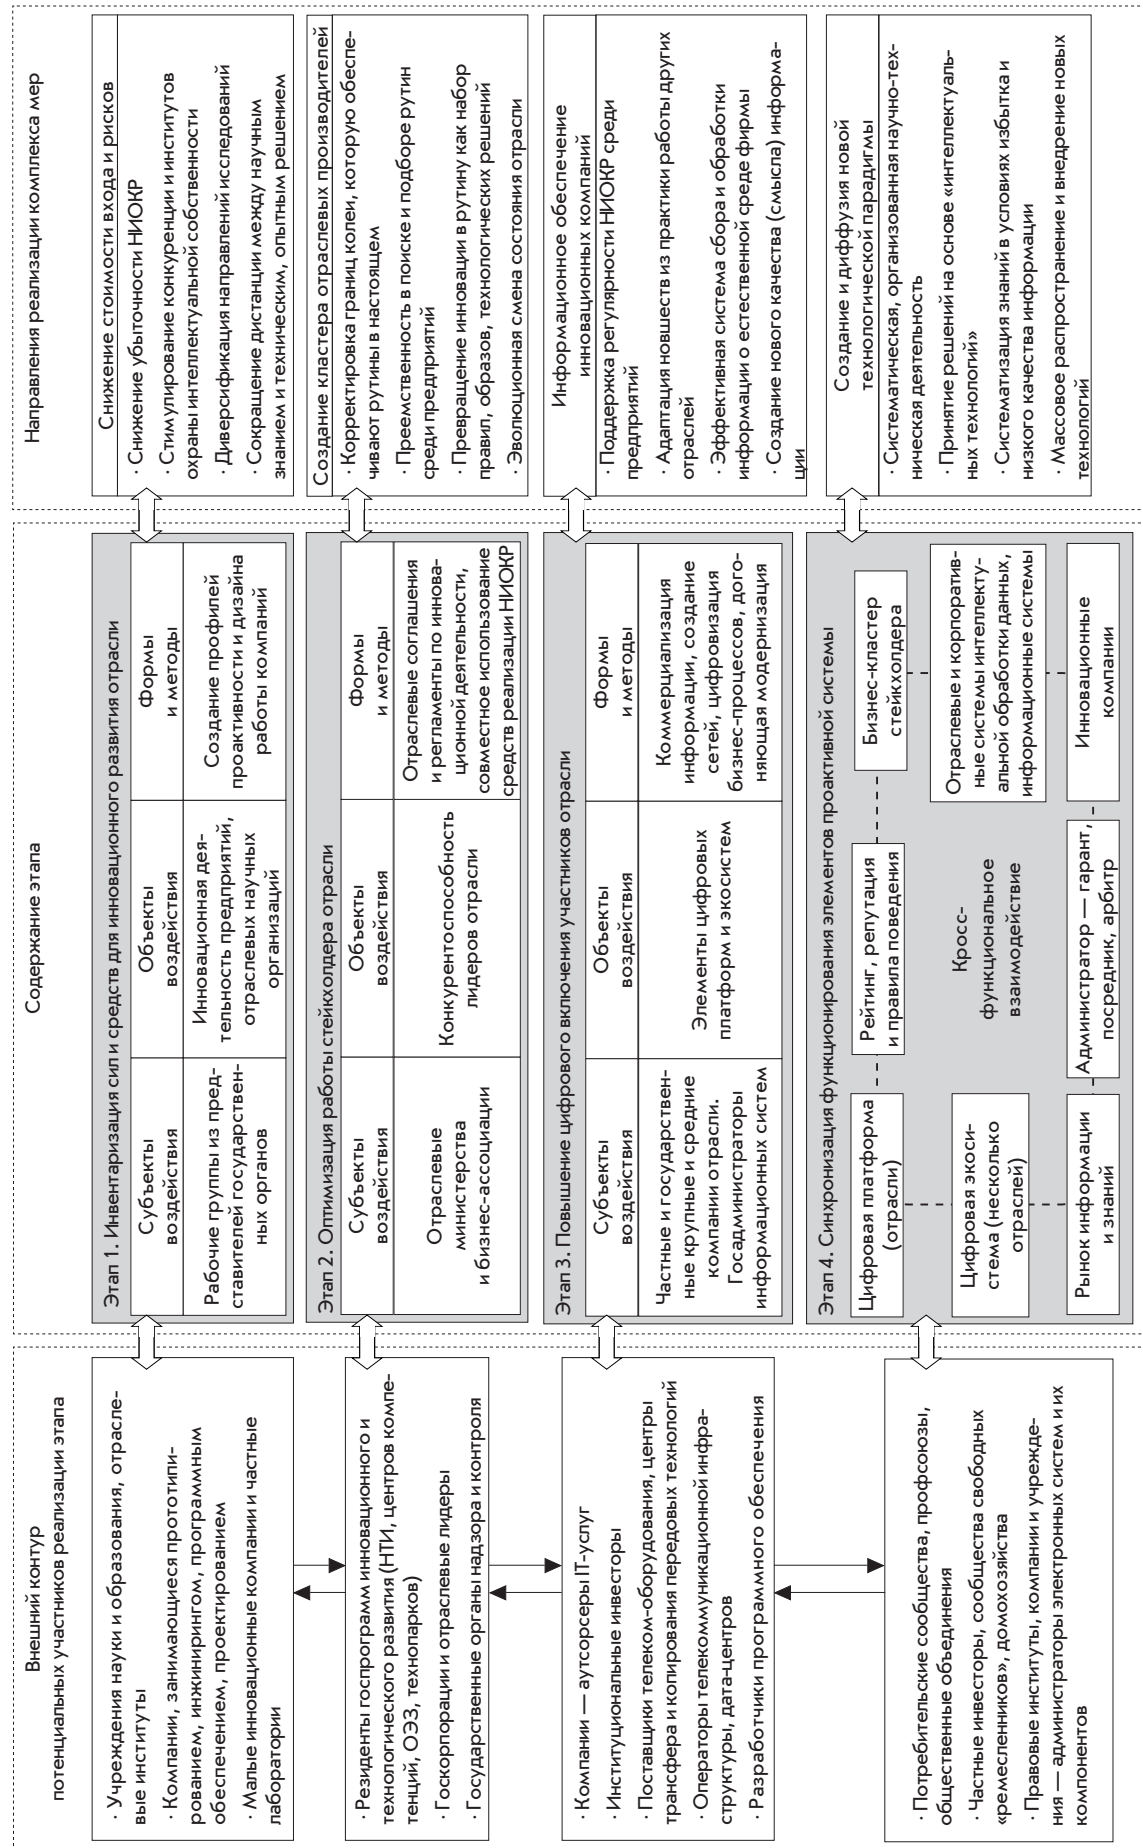 Внешний контур
потенциальных участников реализации этапа
Содержание этапа
Направления реализации комплекса мер
· Учреждения науки и образования, отрасле-
вые институты
· Компании, занимающиеся прототипи-
рованием, инжинирингом, программным
обеспечением, проектированием
· Малые инновационные компании и частные
лаборатории
Этап 1. Инвентаризация сил и средств для инновационного развития отрасли
Субъекты
воздействия
Объекты
воздействия
Формы
и методы
Рабочие группы из пред-
ставителей государствен-
ных органов
Инновационная дея-
тельность предприятий,
отраслевых научных
организаций
Создание профилей
проактивности и дизайна
работы компаний
Снижение стоимости входа и рисков
· Снижение убыточности НИОКР
· Стимулирование конкуренции и институтов
охраны интеллектуальной собственности
· Диверсификация направлений исследований
· Сокращение дистанции между научным
знанием и техническим, опытным решением
· Резиденты госпрограмм инновационного и
технологического развития (НТИ, центров компе-
тенций, ОЭЗ, технопарков)
· Госкорпорации и отраслевые лидеры
· Государственные органы надзора и контроля
Этап 2. Оптимизация работы стейкхолдера отрасли
Субъекты
воздействия
Объекты
воздействия
Формы
и методы
Отраслевые
министерства
и бизнес-ассоциации
Конкурентоспособность
лидеров отрасли
Отраслевые соглашения
и регламенты по иннова-
ционной деятельности,
совместное использование
средств реализации НИОКР
Создание кластера отраслевых производителей
· Корректировка границ колеи, которую обеспе-
чивают рутины в настоящем
· Преемственность в поиске и подборе рутин
среди предприятий
· Превращение инновации в рутину как набор
правил, образов, технологических решений
· Эволюционная смена состояния отрасли
· Компании — аутсорсеры IT-услуг
· Институциональные инвесторы
· Поставщики телеком-оборудования, центры
трансфера и копирования передовых технологий
· Операторы телекоммуникационной инфра-
структуры, дата-центров
· Разработчики программного обеспечения
Этап 3. Повышение цифрового включения участников отрасли
Субъекты
воздействия
Объекты
воздействия
Формы
и методы
Частные и государствен-
ные крупные и средние
компании отрасли.
Госадминистраторы
информационных систем
Элементы цифровых
платформ и экосистем
Коммерциализация
информации, создание
сетей, цифровизация
бизнес-процессов, дого-
няющая модернизация
Информационное обеспечение
инновационных компаний
· Поддержка регулярности НИОКР среди
предприятий
· Адаптация новшеств из практики работы других
отраслей
· Эффективная система сбора и обработки
информации о естественной среде фирмы
· Создание нового качества (смысла) информа-
ции
· Потребительские сообщества, профсоюзы,
общественные объединения
· Частные инвесторы, сообщества свободных
«ремесленников», домохозяйства
· Правовые институты, компании и учрежде-
ния — администраторы электронных систем и их
компонентов
Этап 4. Синхронизация функционирования элементов проактивной системы
Цифровая платформа
(отрасли)
Рейтинг, репутация
и правила поведения
Бизнес-кластер
стейкхолдера
Цифровая экоси-
стема (несколько
отраслей)
Кросс-
функциональное
взаимодействие
Отраслевые и корпоратив-
ные системы интеллекту-
альной обработки данных,
информационные системы
Рынок информации
и знаний
Администратор — гарант,
посредник, арбитр
Инновационные
компании
Создание и диффузия новой
технологической парадигмы
· Систематическая, организованная научно-тех-
ническая деятельность
· Принятие решений на основе «интеллектуаль-
ных технологий»
· Систематизация знаний в условиях избытка и
низкого качества информации
· Массовое распространение и внедрение новых
технологий